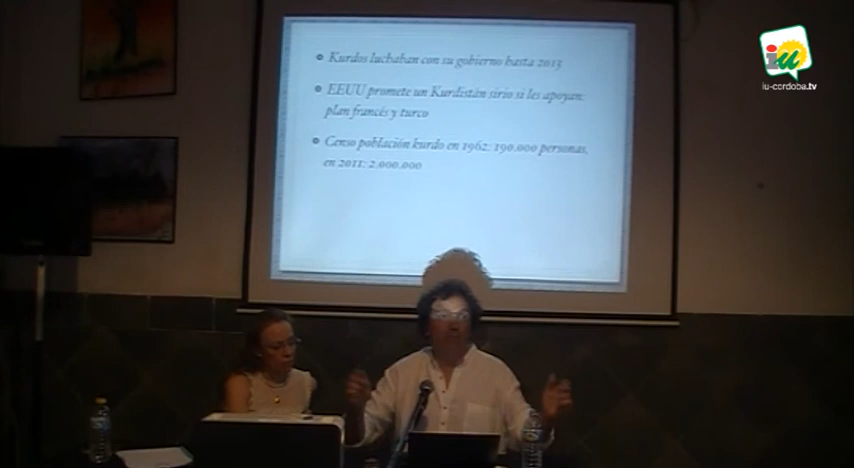 Kurdos luchaban con su gobierno hasta 2013
EEUU promete un Kurdistán sirio si les apoyan:
plan francés y turco
Censo población kurdo en 1962: 190.000 personas,
en 2011: 2.000.000
iu
iu-cordoba.tv